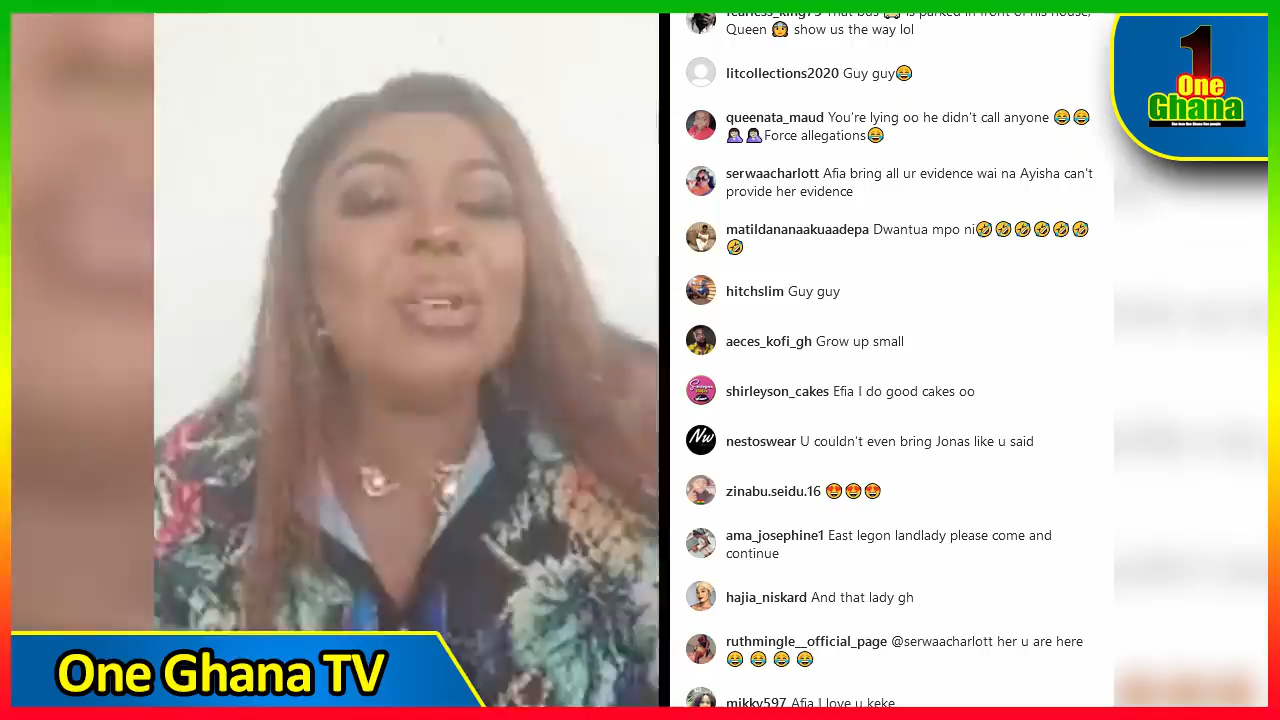 fearless_king75 That bus 🚌 is parked in front of his house,
Queen 👸 show us the way lol
litcollections2020 Guy guy😂
queenata_maud You're lying oo he didn't call anyone 😂😂
🤦🏻‍♀️🤦🏻‍♀️Force allegations😂
serwaacharlott Afia bring all ur evidence wai na Ayisha can't
provide her evidence
matildananaakuaadepa Dwantua mpo ni🤣🤣🤣🤣🤣🤣
🤣
hitchslim Guy guy
aeces_kofi_gh Grow up small
shirleyson_cakes Efia I do good cakes oo
nestoswear U couldn't even bring Jonas like u said
zinabu.seidu.16 😍😍😍
ama_josephine1 East legon landlady please come and
continue
hajia_niskard And that lady gh
ruthmingle__official_page @serwaacharlott her u are here
😂 😂 😂 😂
mikky597 Afia I love u keke
1
One
Ghana
One Ghana TV